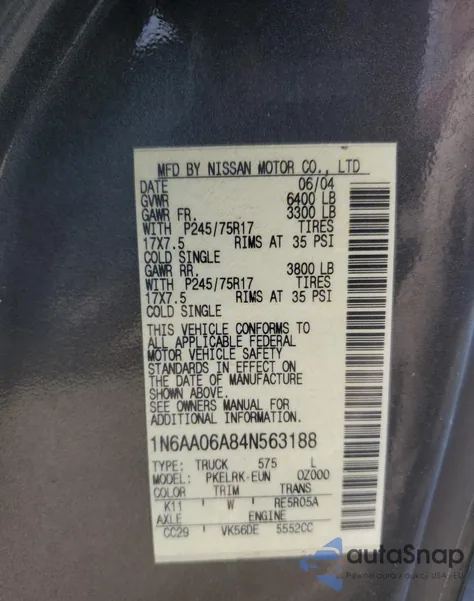 MFD BY NISSAN MOTOR CO., LTD
DATE 06/04
GVWR 6400 LB
GAWR FR. 3300 LB
WITH P245/75R17 TIRES
17X7.5 RIMS AT 35 PSI
COLD SINGLE
GAWR RR. 3800 LB
WITH P245/75R17 TIRES
17X7.5 RIMS AT 35 PSI
COLD SINGLE
THIS VEHICLE CONFORMS TO
ALL APPLICABLE FEDERAL
MOTOR VEHICLE SAFETY
STANDARDS IN EFFECT ON
THE DATE OF MANUFACTURE
SHOWN ABOVE.
SEE OWNERS MANUAL FOR
ADDITIONAL INFORMATION
1N6AA06A84N563188
TYPE: TRUCK 575 L
MODEL: PKELRK-EUN 0Z000
COLOR TRIM TRANS
K11 W RE5R05A
AXLE ENGINE
CC29 VK56DE 5552CC
autoSnap